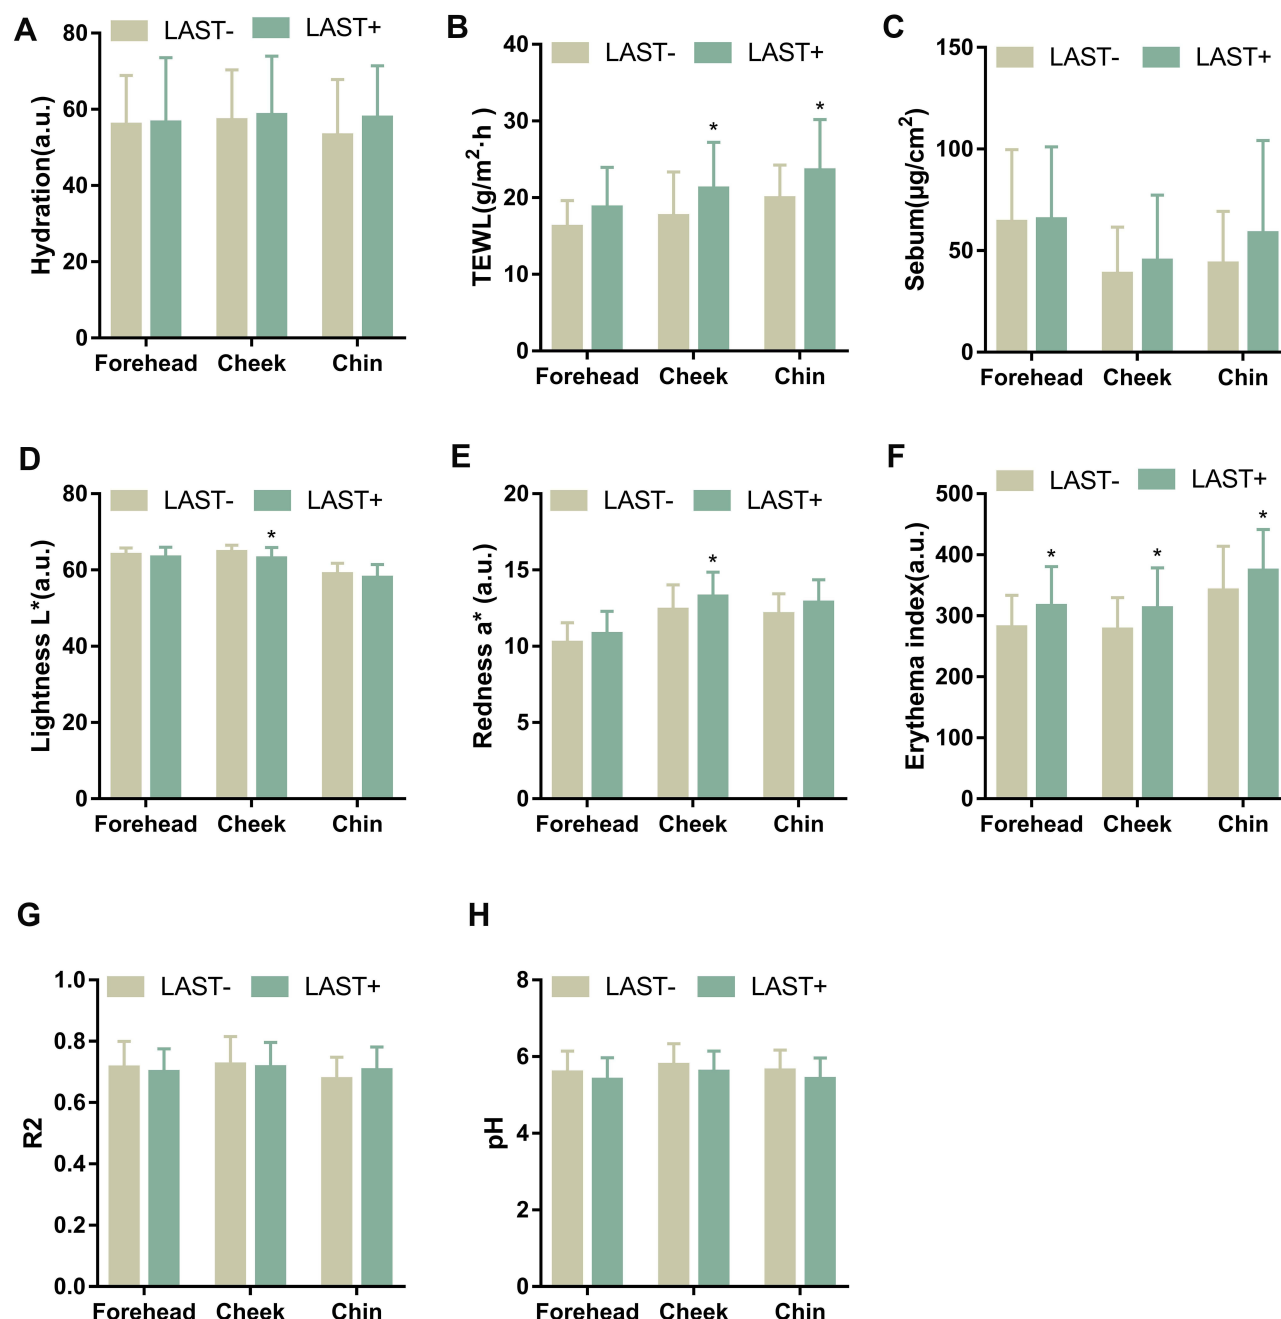 A
LAST- LAST+
Hydration(a.u.)
80
60
40
20
0
Forehead Cheek Chin
B
LAST- LAST+
TEWL(g/m²·h )
40
30
20
10
0
* *
Forehead Cheek Chin
C
LAST- LAST+
Sebum(µg/cm²)
150
100
50
0
Forehead Cheek Chin
D
LAST- LAST+
Lightness L*(a.u.)
80
60
40
20
0
*
Forehead Cheek Chin
E
LAST- LAST+
Redness a* (a.u.)
20
15
10
5
0
*
Forehead Cheek Chin
F
LAST- LAST+
Erythema index(a.u.)
500
400
300
200
100
0
* * *
Forehead Cheek Chin
G
LAST- LAST+
R2
1.0
0.8
0.6
0.4
0.2
0.0
Forehead Cheek Chin
H
LAST- LAST+
pH
8
6
4
2
0
Forehead Cheek Chin